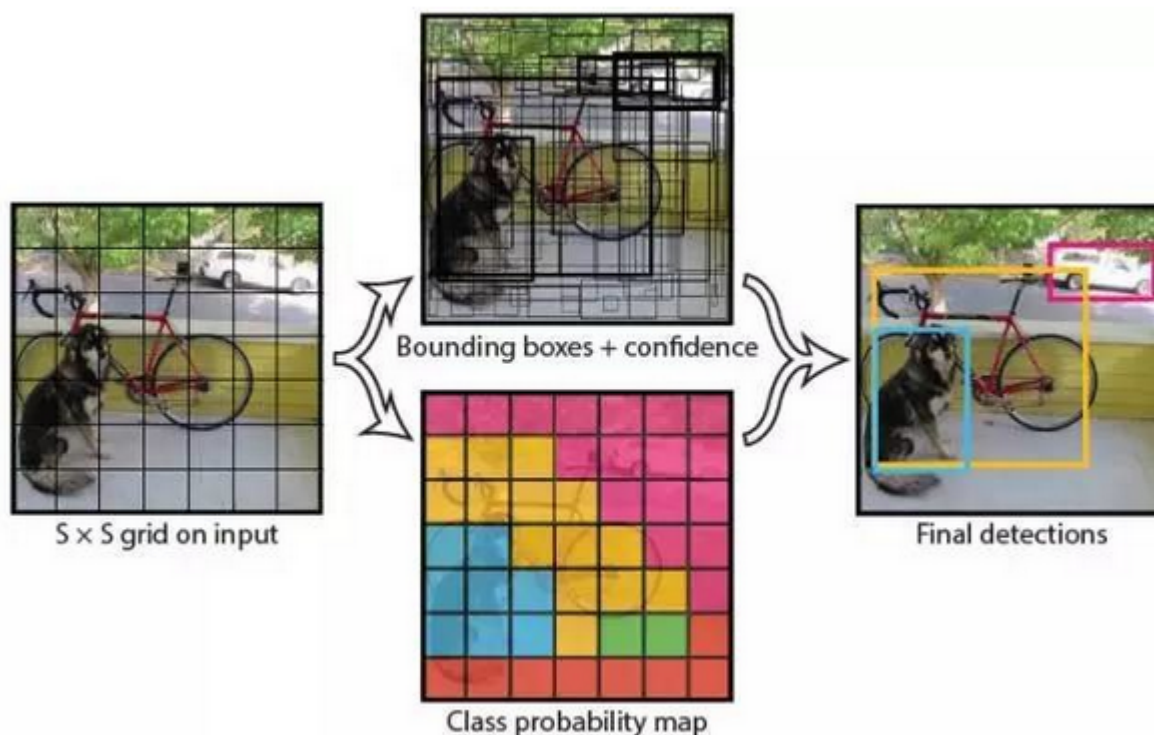 Bounding boxes + confidence
S × S grid on input
Final detections
Class probability map